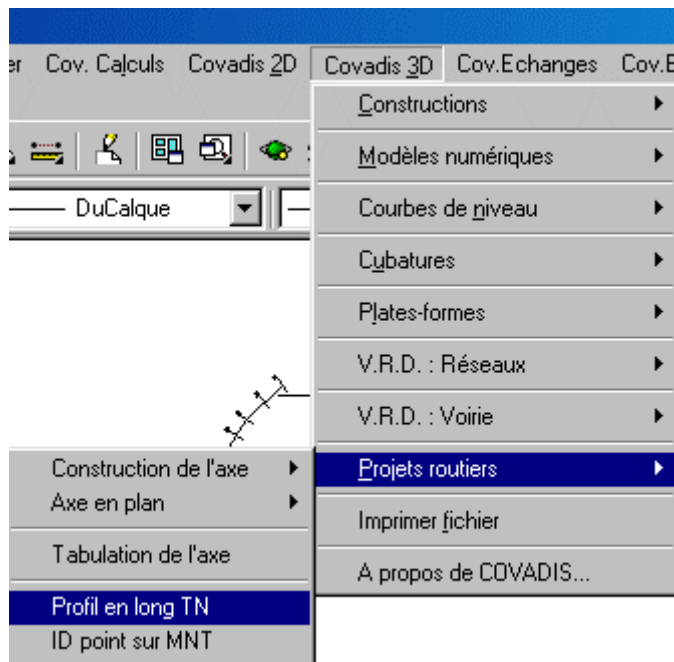 er Cov. Calculs Covadis 2D Covadis 3D Cov.Echanges Cov.E
Constructions
Modèles numériques
DuCalque
Courbes de niveau
Cubatures
Plates-formes
V.R.D. : Réseaux
V.R.D. : Voirie
Projets routiers
Imprimer fichier
A propos de COVADIS...
Construction de l'axe
Axe en plan
Tabulation de l'axe
Profil en long TN
ID point sur MNT